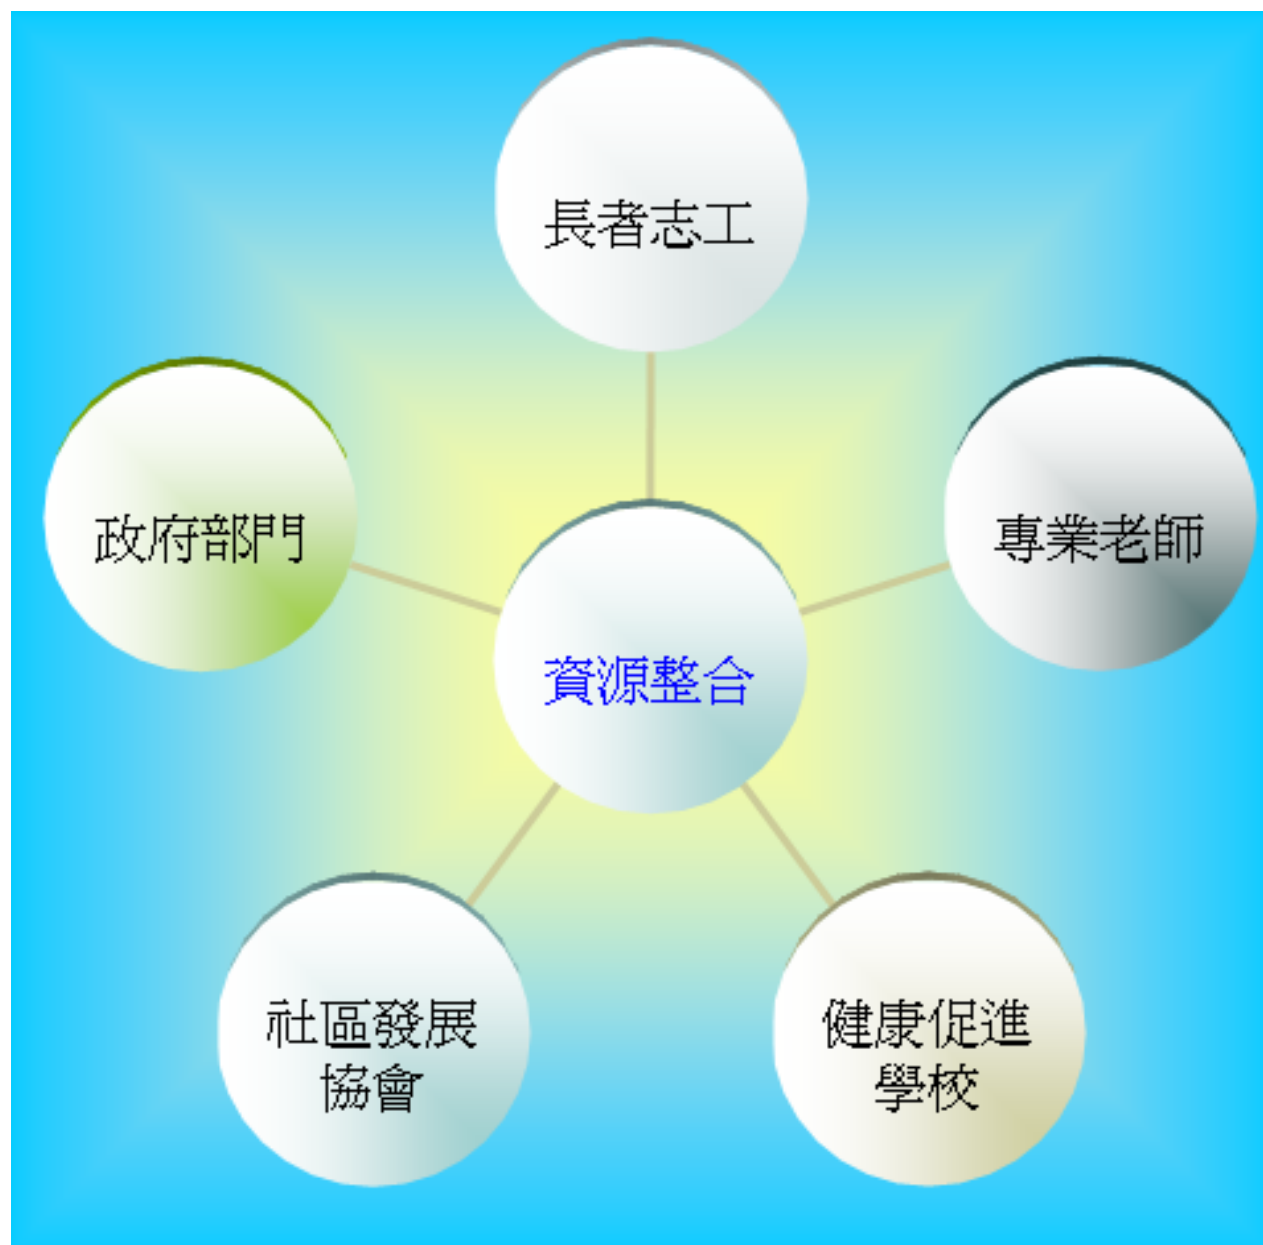 長者志工
政府部門
專業老師
資源整合
社區發展
協會
健康促進
學校